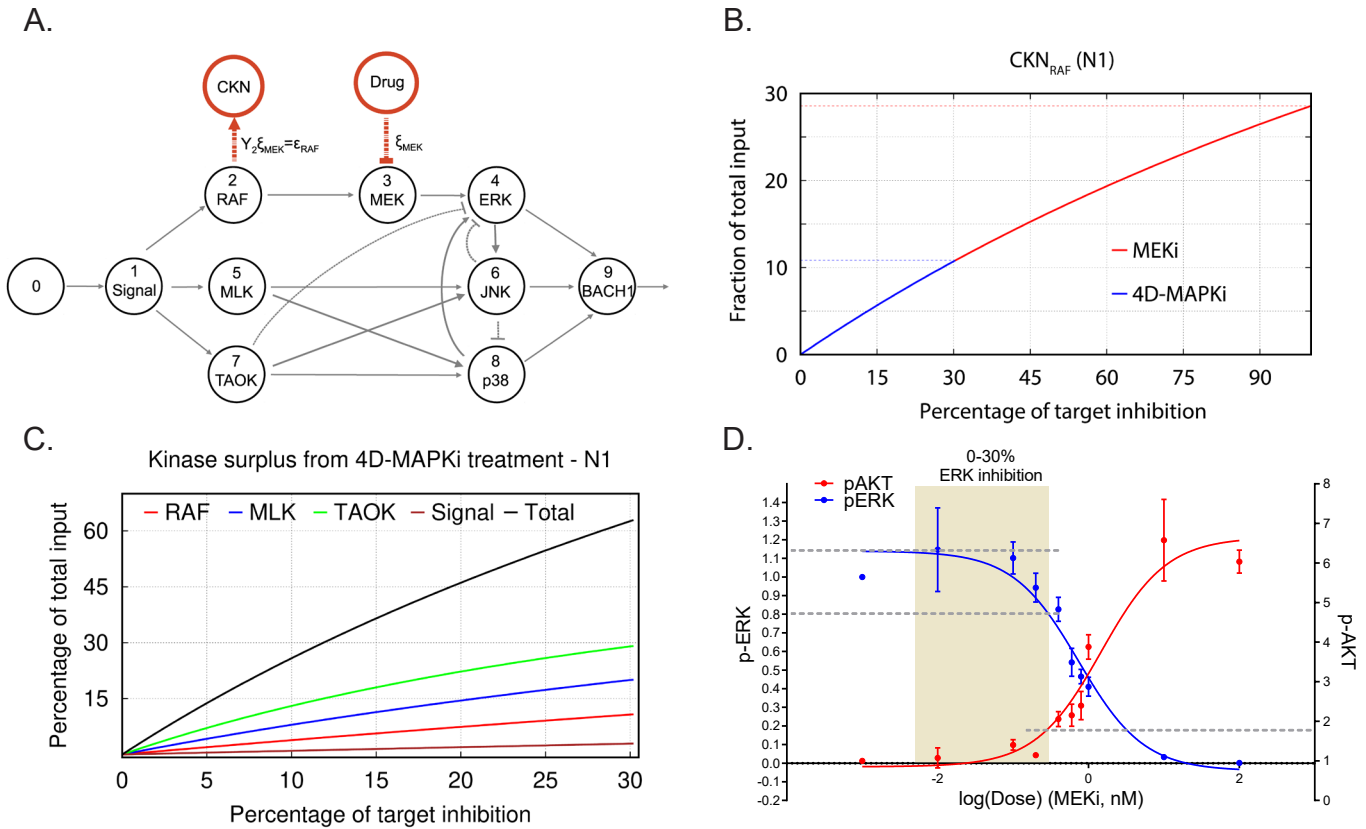 A.
CKN
Drug
Υ₂ξMEK=εRAF
ξMEK
2
RAF
3
MEK
4
ERK
0
1
Signal
5
MLK
6
JNK
9
BACH1
7
TAOK
8
p38
B.
CKNRAF (N1)
Fraction of total input
30
20
10
0
MEKi
4D-MAPKi
0 15 30 45 60 75 90
Percentage of target inhibition
C.
Kinase surplus from 4D-MAPKi treatment - N1
RAF MLK TAOK Signal Total
Percentage of total input
60
45
30
15
0 5 10 15 20 25 30
Percentage of target inhibition
D.
0-30%
ERK inhibition
pAKT
pERK
p-ERK
1.4
1.3
1.2
1.1
1.0
0.9
0.8
0.7
0.6
0.5
0.4
0.3
0.2
0.1
0.0
-0.1
-0.2
8
7
6
5
4
3
2
1
0
p-AKT
-2 0 2
log(Dose) (MEKi, nM)